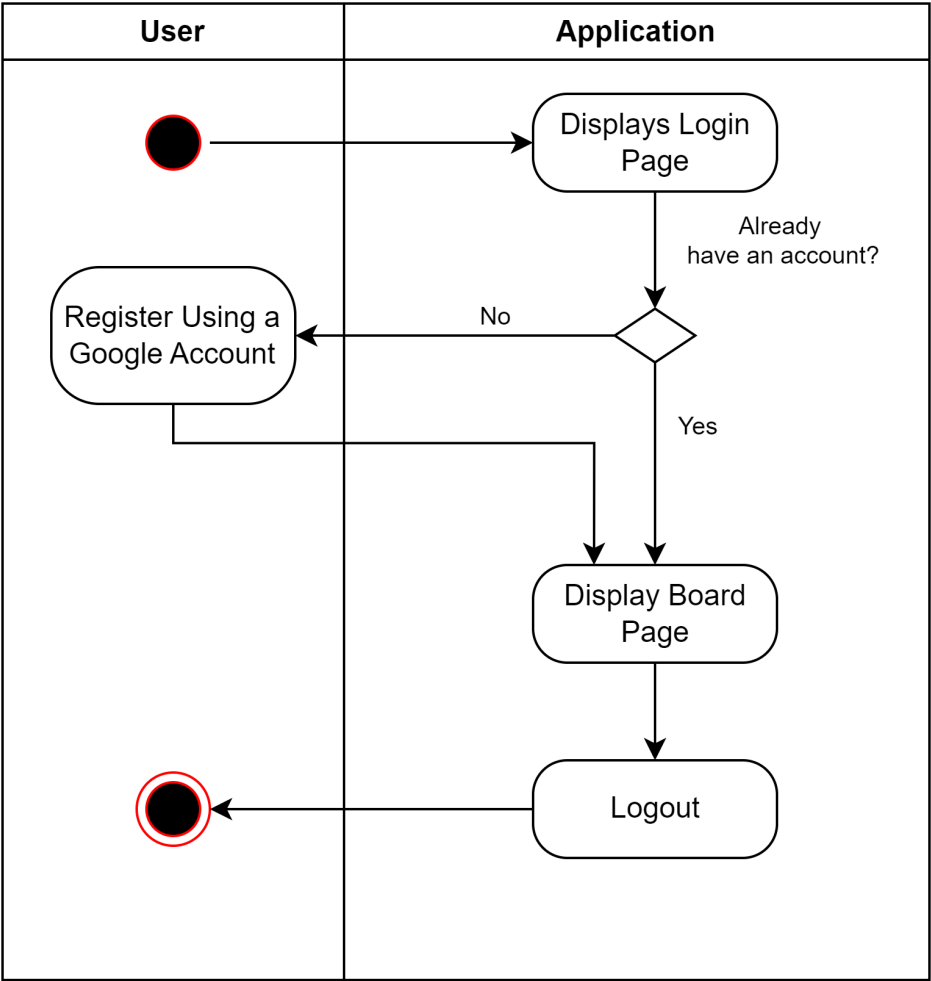 User
Application
Displays Login
Page
Already
have an account?
Register Using a
Google Account
No
Yes
Display Board
Page
Logout